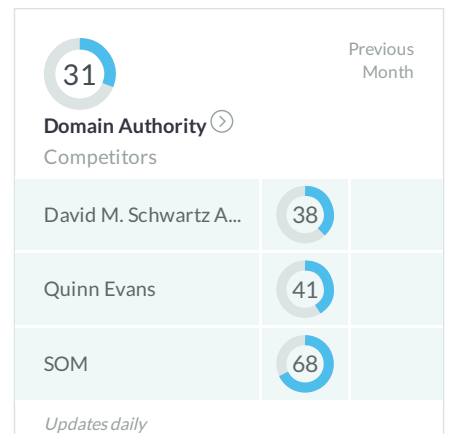 31
Previous
Month
Domain Authority
Competitors
David M. Schwartz A... 38
Quinn Evans 41
SOM 68
Updates daily